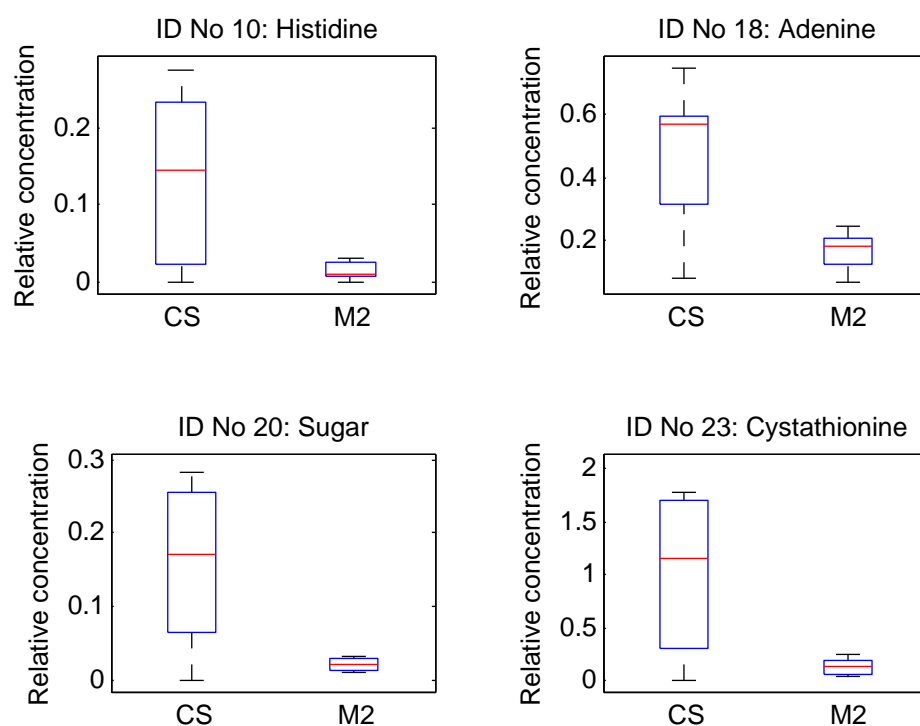 ID No 10: Histidine
Relative concentration
0.2
0.1
0
CS M2
ID No 18: Adenine
Relative concentration
0.6
0.4
0.2
CS M2
ID No 20: Sugar
Relative concentration
0.3
0.2
0.1
0
CS M2
ID No 23: Cystathionine
Relative concentration
2
1.5
1
0.5
0
CS M2